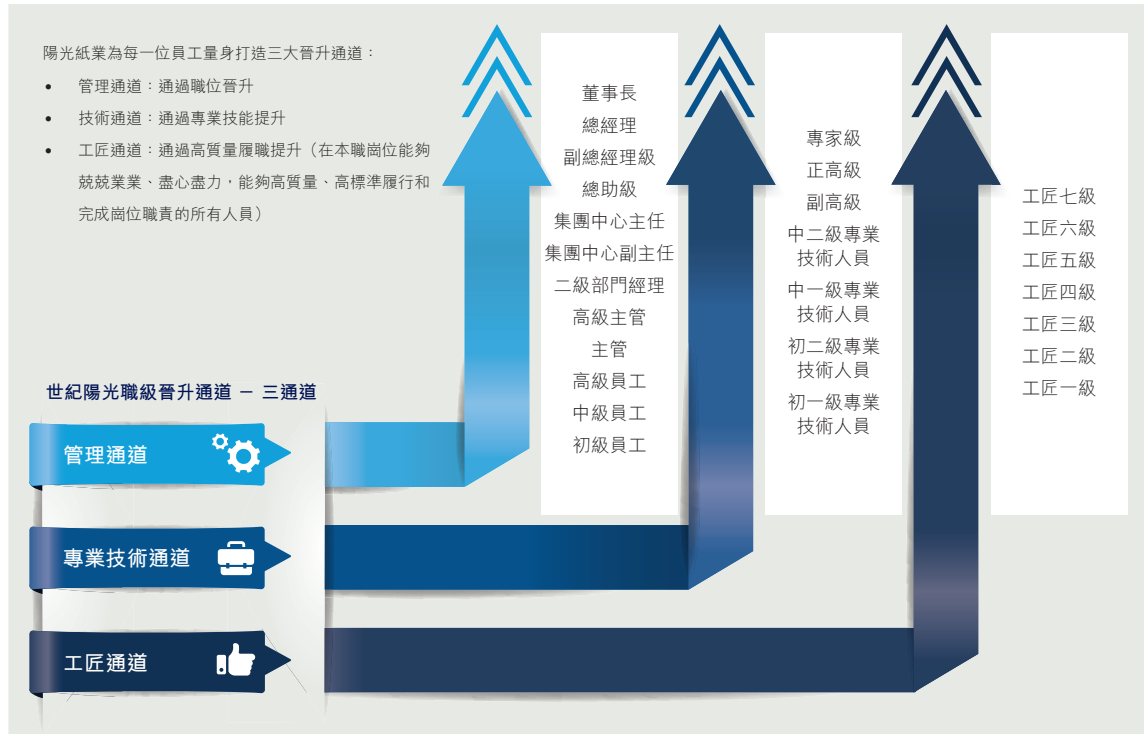 陽光紙業為每一位員工量身打造三大晉升通道：
• 管理通道：通過職位晉升
• 技術通道：通過專業技能提升
• 工匠通道：通過高質量履職提升（在本職崗位能夠
兢兢業業、盡心盡力，能夠高質量、高標準履行和
完成崗位職責的所有人員）
世紀陽光職級晉升通道 － 三通道
管理通道
專業技術通道
工匠通道
董事長
總經理
副總經理級
總助級
集團中心主任
集團中心副主任
二級部門經理
高級主管
主管
高級員工
中級員工
初級員工
專家級
正高級
副高級
中二級專業
技術人員
中一級專業
技術人員
初二級專業
技術人員
初一級專業
技術人員
工匠七級
工匠六級
工匠五級
工匠四級
工匠三級
工匠二級
工匠一級